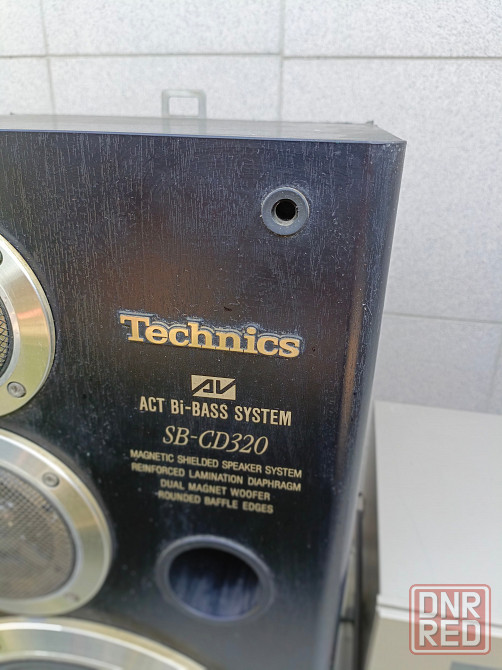 Technics
AV
ACT Bi-BASS SYSTEM
SB-CD320
MAGNETIC SHIELDED SPEAKER SYSTEM
REINFORCED LAMINATION DIAPHRAGM
DUAL MAGNET WOOFER
ROUNDED BAFFLE EDGES
DNR
RED